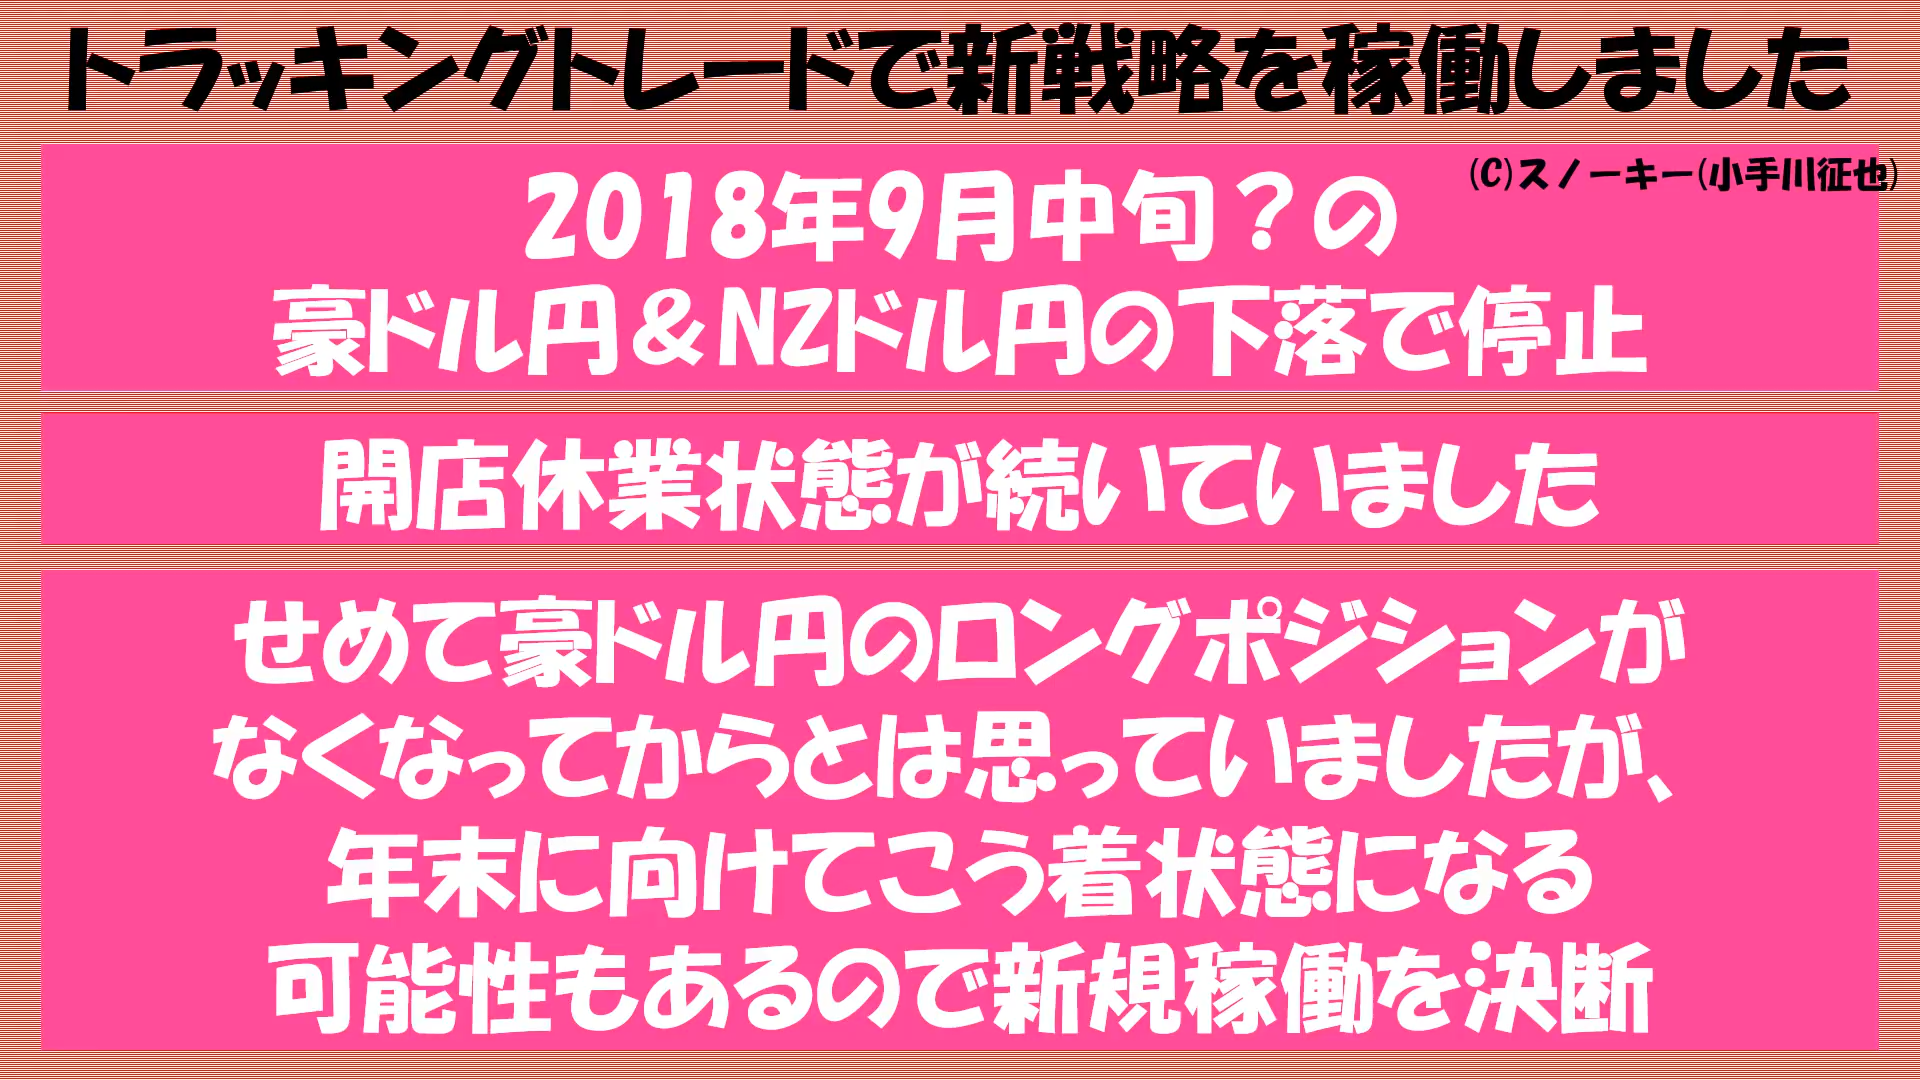 トラッキングトレードで新戦略を稼働しました
(C)スノーキー(小手川征也)
2018年9月中旬？の
豪ドル円＆NZドル円の下落で停止
開店休業状態が続いていました
せめて豪ドル円のロングポジションが
なくなってからとは思っていましたが、
年末に向けてこう着状態になる
可能性もあるので新規稼働を決断